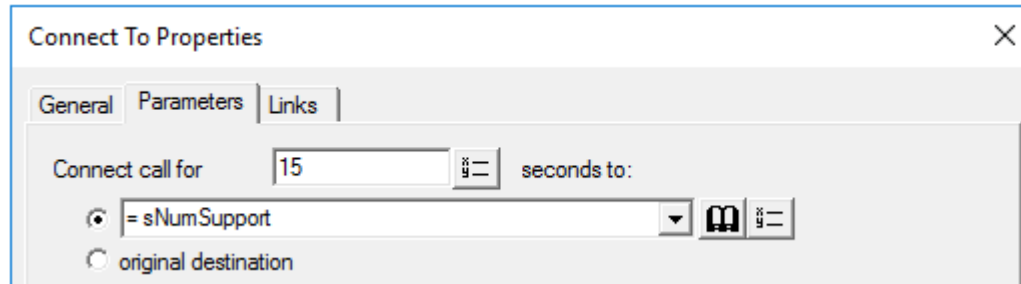 Connect To Properties
General Parameters Links
Connect call for 15 seconds to:
= sNumSupport
original destination